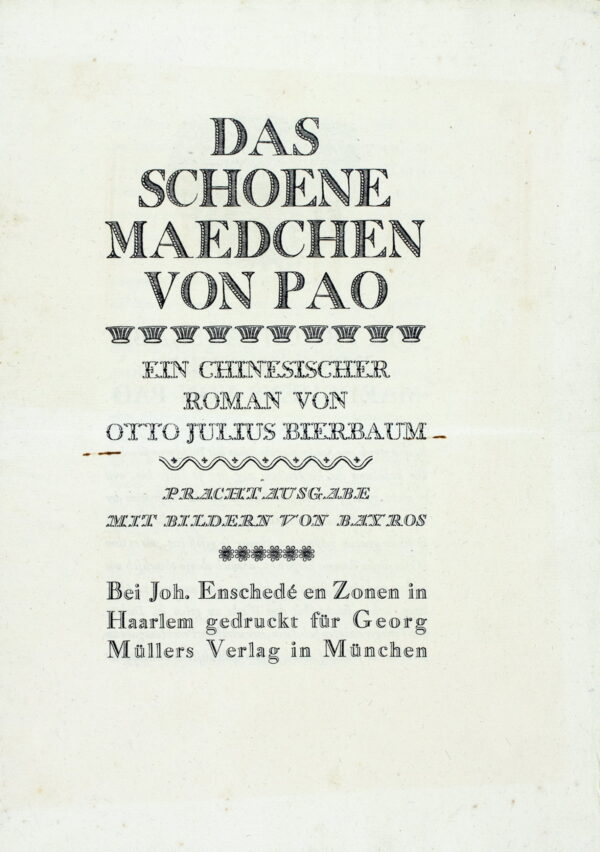 DAS
SCHOENE
MAEDCHEN
VON PAO
EIN CHINESISCHER
ROMAN VON
OTTO JULIUS BIERBAUM
PRACHTAUSGABE
MIT BILDERN VON BAYROS
Bei Joh. Enschedé en Zonen in
Haarlem gedruckt für Georg
Müllers Verlag in München